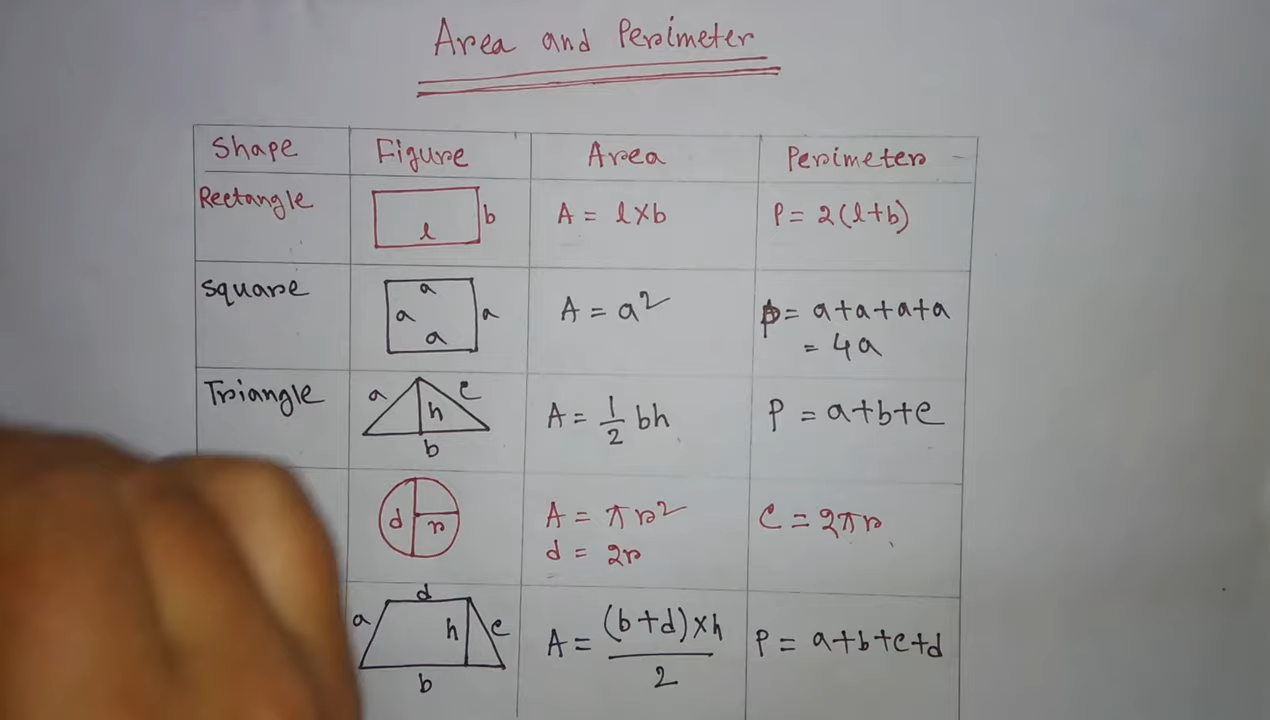 Area and Perimeter
Shape Figure Area Perimeter
Rectangle l b A = l×b P = 2(l+b)
Square a a a a A = a² P = a+a+a+a
= 4a
Triangle a c h b A = 1/2 bh P = a+b+c
d r A = πr² C = 2πr
d = 2r
d a h c b A = (b+d)×h / 2 P = a+b+c+d